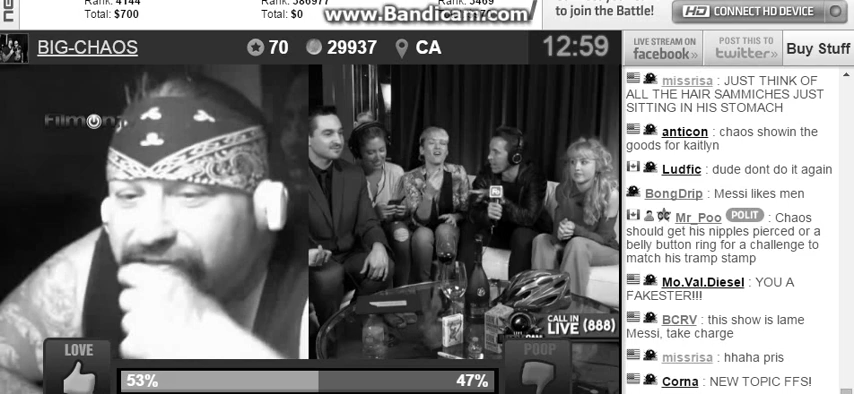 Rank: 4144
Rank: 386977
Rank: 5469
Total: $700
Total: $0
www.Bandicam.com
to join the Battle!
HD CONNECT HD DEVICE
BIG-CHAOS
70
29937
CA
12:59
LIVE STREAM ON
facebook»
POST THIS TO
twitter»
Buy Stuff
Filmon
missrisa : JUST THINK OF
ALL THE HAIR SAMMICHES JUST
SITTING IN HIS STOMACH
anticon : chaos showin the
goods for kaitlyn
Ludfic : dude dont do it again
BongDrip : Messi likes men
Mr_Poo POLIT : Chaos
should get his nipples pierced or a
belly button ring for a challenge to
match his tramp stamp
Mo.Val.Diesel : YOU A
FAKESTER!!!
BCRV : this show is lame
Messi, take charge
missrisa : hhaha pris
Corna : NEW TOPIC FFS!
CALL IN
LIVE (888)
LOVE
POOP
53%
47%